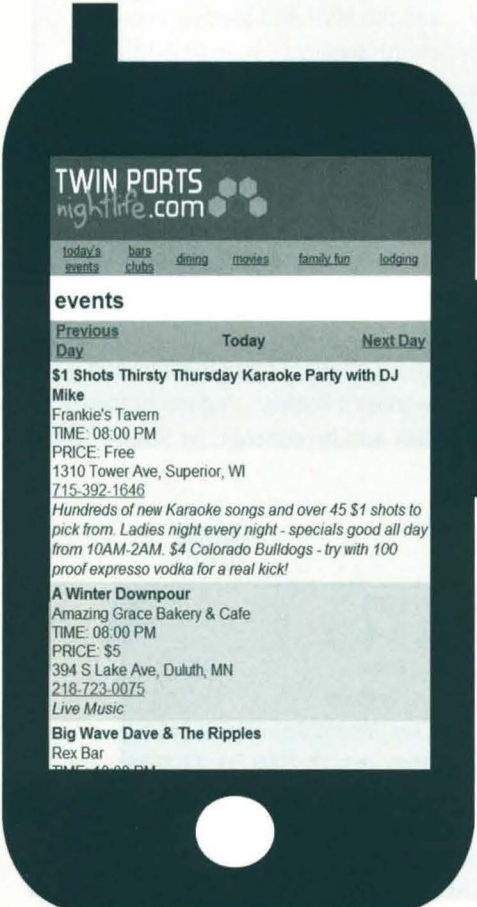 TWIN PORTS
nightlife.com
today's events bars clubs dining movies family fun lodging
events
Previous Day Today Next Day
$1 Shots Thirsty Thursday Karaoke Party with DJ
Mike
Frankie's Tavern
TIME: 08:00 PM
PRICE: Free
1310 Tower Ave, Superior, WI
715-392-1646
Hundreds of new Karaoke songs and over 45 $1 shots to
pick from. Ladies night every night - specials good all day
from 10AM-2AM. $4 Colorado Bulldogs - try with 100
proof expresso vodka for a real kick!
A Winter Downpour
Amazing Grace Bakery & Cafe
TIME: 08:00 PM
PRICE: $5
394 S Lake Ave, Duluth, MN
218-723-0075
Live Music
Big Wave Dave & The Ripples
Rex Bar